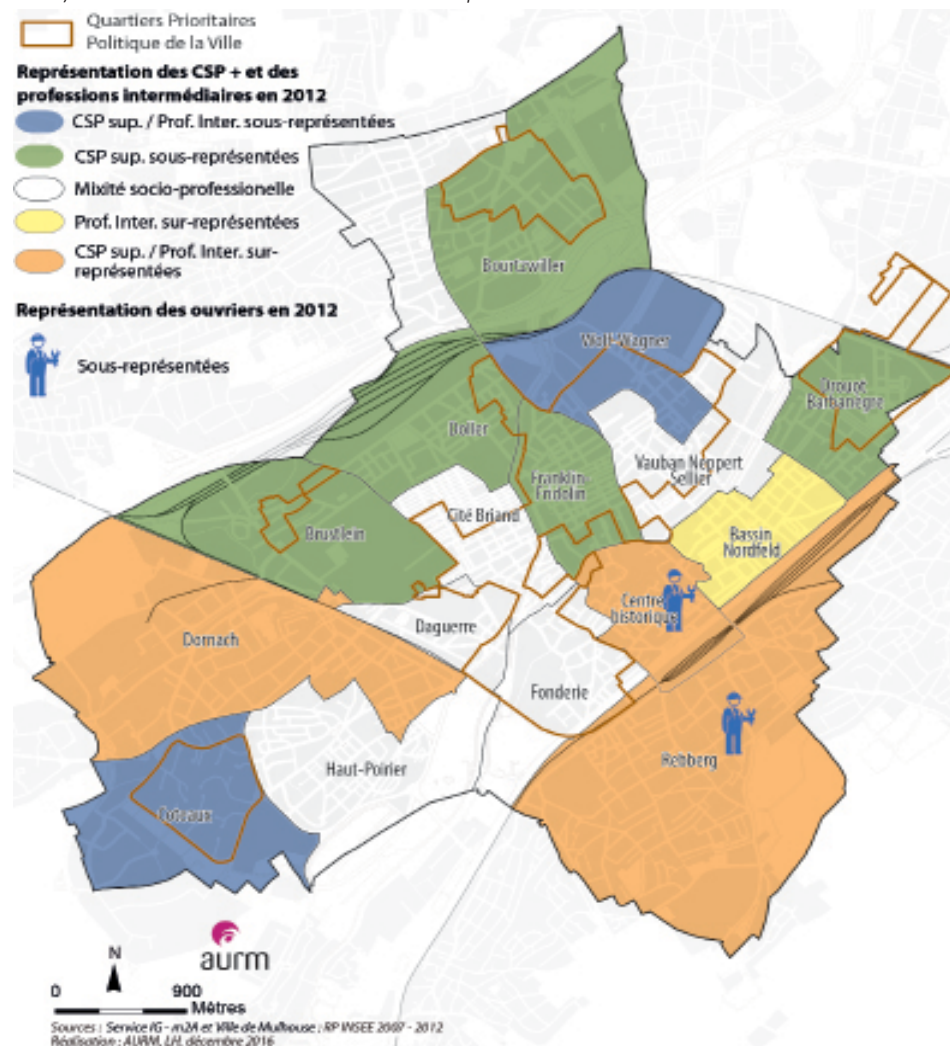 Quartiers Prioritaires
Politique de la Ville
Représentation des CSP + et des
professions intermédiaires en 2012
CSP sup. / Prof. Inter. sous-représentées
CSP sup. sous-représentées
Mixité socio-professionelle
Prof. Inter. sur-représentées
CSP sup. / Prof. Inter. sur-
représentées
Représentation des ouvriers en 2012
Sous-représentées
Bourtzwiller
Wolf-Wagner
Drouot
Barbanègre
Doller
Vauban Neppert
Sellier
Franklin-
Fridolin
Cité Briand
Brustlein
Bassin
Nordfeld
Centre
historique
Daguerre
Dornach
Fonderie
Rebberg
Haut-Poirier
Coteaux
aurm
N
0 900
Mètres
Sources : Service IG - m2A et Ville de Mulhouse ; RP INSEE 2007 - 2012
Réalisation : AURM, LH, décembre 2016